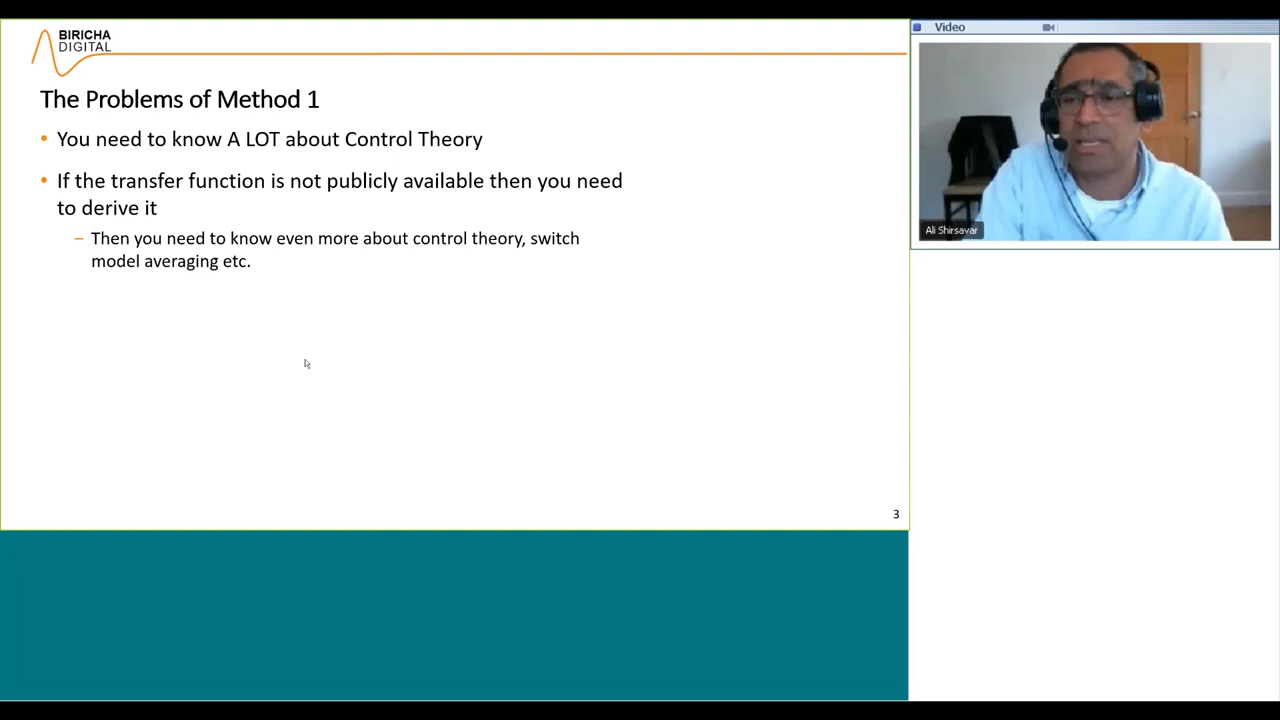 BIRICHA
DIGITAL
The Problems of Method 1
• You need to know A LOT about Control Theory
• If the transfer function is not publicly available then you need
to derive it
– Then you need to know even more about control theory, switch
model averaging etc.
3
Video
Ali Shirsavar